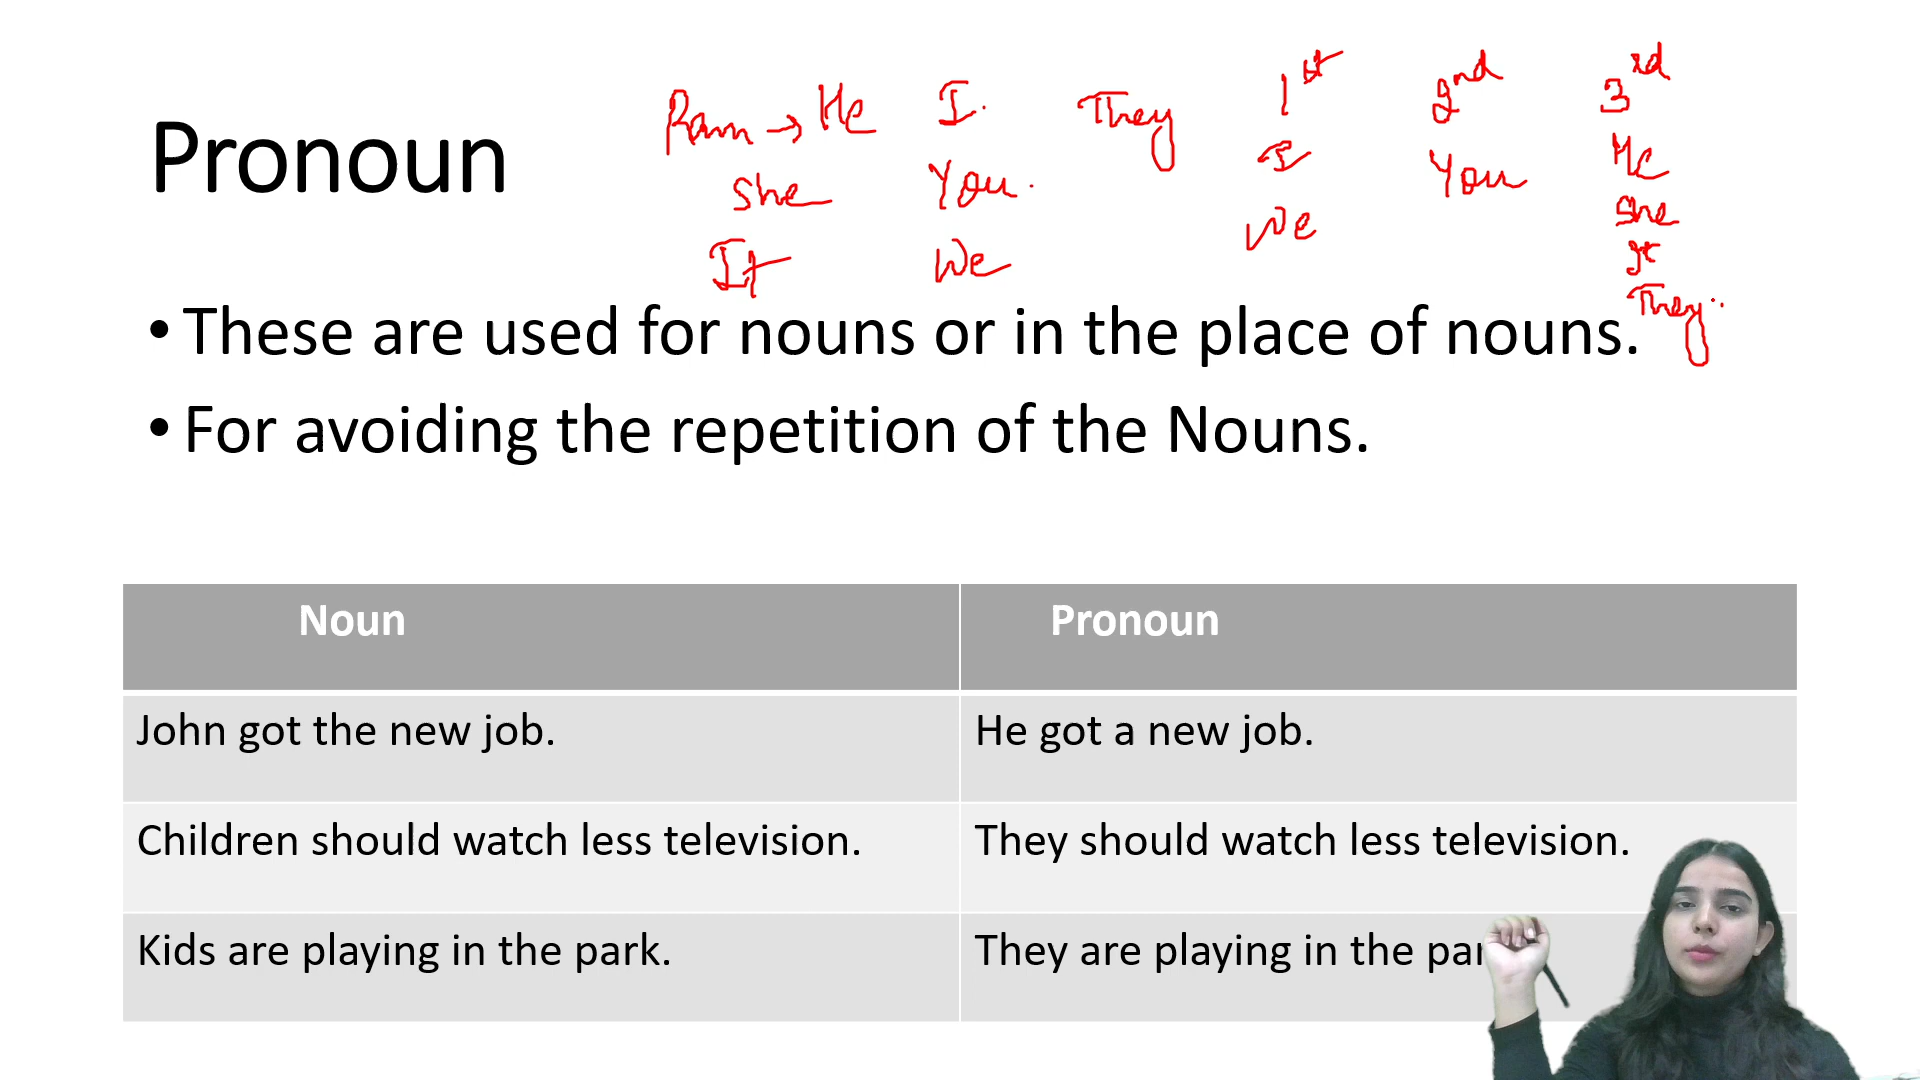 Pronoun
Ram → He I. They 1st 2nd 3rd
She You. I You He
It We We She
It
They
• These are used for nouns or in the place of nouns.
• For avoiding the repetition of the Nouns.
Noun Pronoun
John got the new job. He got a new job.
Children should watch less television. They should watch less television.
Kids are playing in the park. They are playing in the par